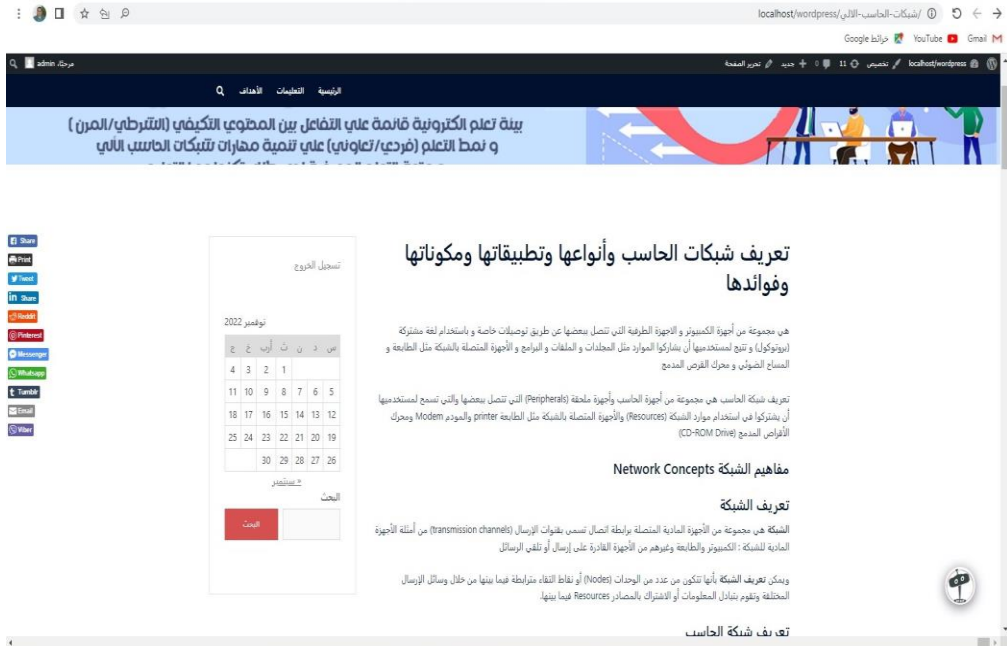 localhost/wordpress/شبكات-الحاسب-الالي/
Gmail YouTube خرائط Google
localhost/wordpress تخصيص 11 0 جديد تحرير الصفحة
مرحبًا، admin
الرئيسية التعليمات الأهداف
بيئة تعلم الكترونية قائمة علي التفاعل بين المحتوي التكيفي (الشرطي/المرن )
و نمط التعلم (فردي/تعاوني) علي تنمية مهارات شبكات الحاسب الألي
تعريف شبكات الحاسب وأنواعها وتطبيقاتها ومكوناتها
وفوائدها
هي مجموعة من أجهزة الكمبيوتر و الاجهزة الطرفية التي تتصل ببعضها عن طريق توصيلات خاصة و باستخدام لغة مشتركة
(بروتوكول) و تتيح لمستخدميها أن يشاركوا الموارد مثل المجلدات و الملفات و البرامج و الأجهزة المتصلة بالشبكة مثل الطابعة و
المساح الضوئي و محرك القرص المدمج
تعريف شبكة الحاسب هي مجموعة من أجهزة الحاسب وأجهزة ملحقة (Peripherals) التي تتصل ببعضها والتي تسمح لمستخدميها
أن يشتركوا في استخدام موارد الشبكة (Resources) والأجهزة المتصلة بالشبكة مثل الطابعة printer والمودم Modem ومحرك
الأقراص المدمج (CD-ROM Drive)
مفاهيم الشبكة Network Concepts
تعريف الشبكة
الشبكة هي مجموعة من الأجهزة المادية المتصلة برابطة اتصال تسمى بقنوات الإرسال (transmission channels) من أمثلة الأجهزة
المادية للشبكة : الكمبيوتر والطابعة وغيرهم من الأجهزة القادرة على إرسال أو تلقي الرسائل
ويمكن تعريف الشبكة بأنها تتكون من عدد من الوحدات (Nodes) أو نقاط التقاء مترابطة فيما بينها من خلال وسائل الإرسال
المختلفة وتقوم بتبادل المعلومات أو الاشتراك بالمصادر Resources فيما بينها.
تعريف شبكة الحاسب
تسجيل الخروج
نوفمبر 2022
س د ن ث أرب خ ج
1 2 3 4
5 6 7 8 9 10 11
12 13 14 15 16 17 18
19 20 21 22 23 24 25
26 27 28 29 30
« سبتمبر
البحث
البحث
Share
Print
Tweet
Share
Reddit
Pinterest
Messenger
Whatsapp
Tumblr
Email
Viber